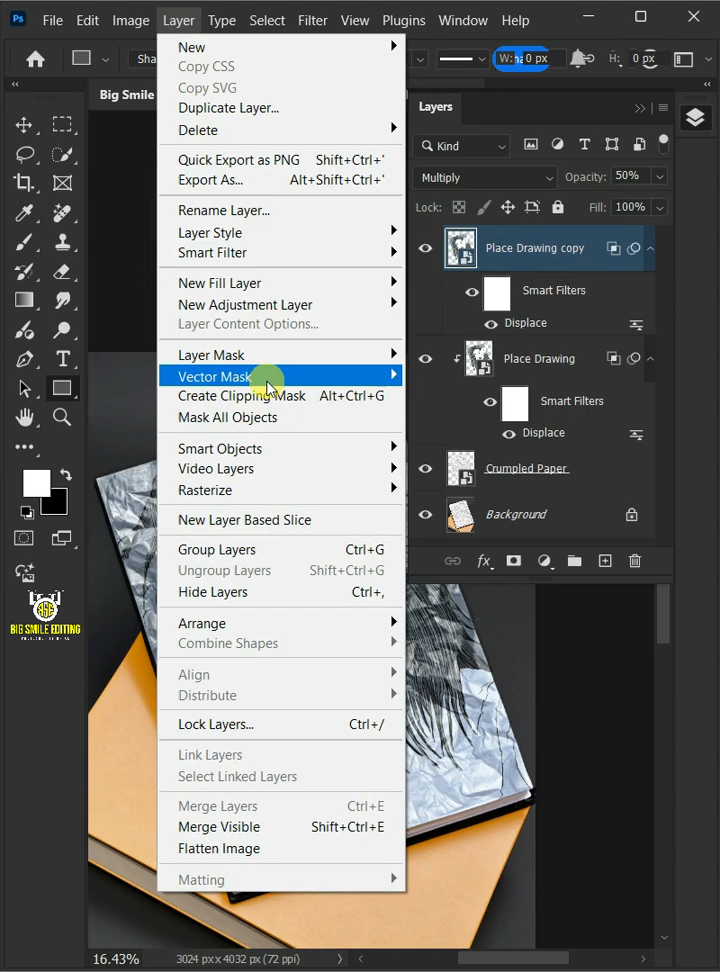 Ps File Edit Image Layer Type Select Filter View Plugins Window Help
Sha W: 0 px H: 0 px
Big Smile
New
Copy CSS
Copy SVG
Duplicate Layer...
Delete
Quick Export as PNG Shift+Ctrl+'
Export As... Alt+Shift+Ctrl+'
Rename Layer...
Layer Style
Smart Filter
New Fill Layer
New Adjustment Layer
Layer Content Options...
Layer Mask
Vector Mask
Create Clipping Mask Alt+Ctrl+G
Mask All Objects
Smart Objects
Video Layers
Rasterize
New Layer Based Slice
Group Layers Ctrl+G
Ungroup Layers Shift+Ctrl+G
Hide Layers Ctrl+,
Arrange
Combine Shapes
Align
Distribute
Lock Layers... Ctrl+/
Link Layers
Select Linked Layers
Merge Layers Ctrl+E
Merge Visible Shift+Ctrl+E
Flatten Image
Matting
Layers
Kind
Multiply Opacity: 50%
Lock: Fill: 100%
Place Drawing copy
Smart Filters
Displace
Place Drawing
Smart Filters
Displace
Crumpled Paper
Background
fx
BIG SMILE EDITING
16.43% 3024 px x 4032 px (72 ppi)